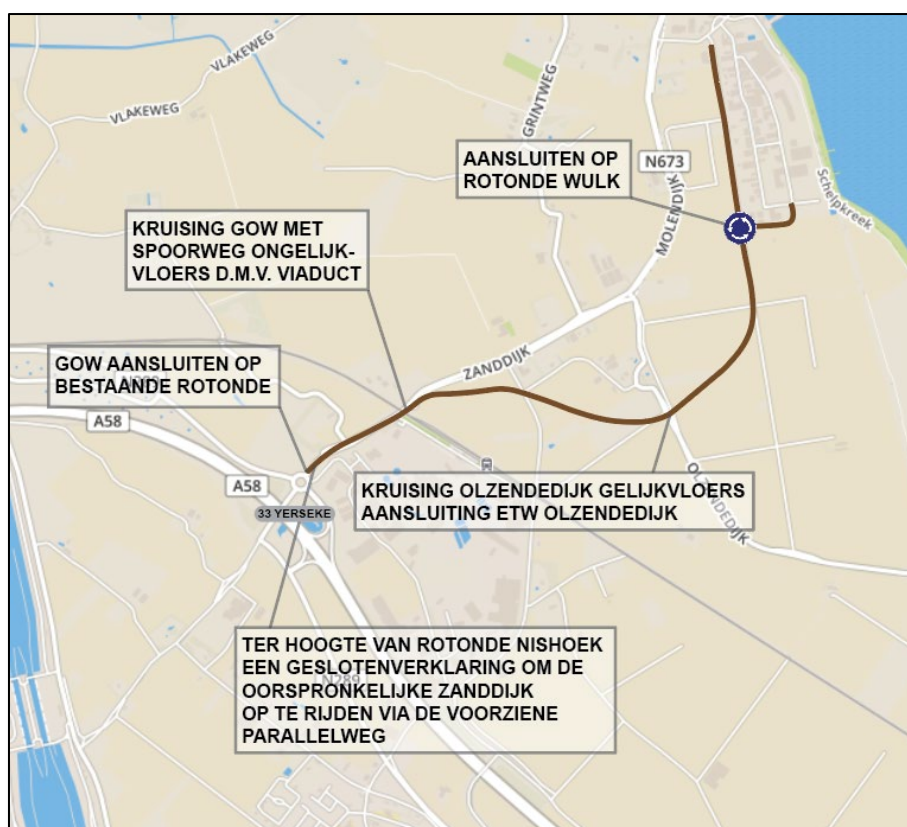 VLAKEWEG
VLAKEWEG
GRINTWEG
AANSLUITEN OP
ROTONDE WULK
N673
MOLENDIJK
Schelpkreek
KRUISING GOW MET
SPOORWEG ONGELIJK-
VLOERS D.M.V. VIADUCT
ZANDDIJK
GOW AANSLUITEN OP
BESTAANDE ROTONDE
A58
A58
33 YERSEKE
KRUISING OLZENDEDIJK GELIJKVLOERS
AANSLUITING ETW OLZENDEDIJK
OLZENDEDIJK
TER HOOGTE VAN ROTONDE NISHOEK
EEN GESLOTENVERKLARING OM DE
OORSPRONKELIJKE ZANDDIJK
OP TE RIJDEN VIA DE VOORZIENE
PARALLELWEG
N289